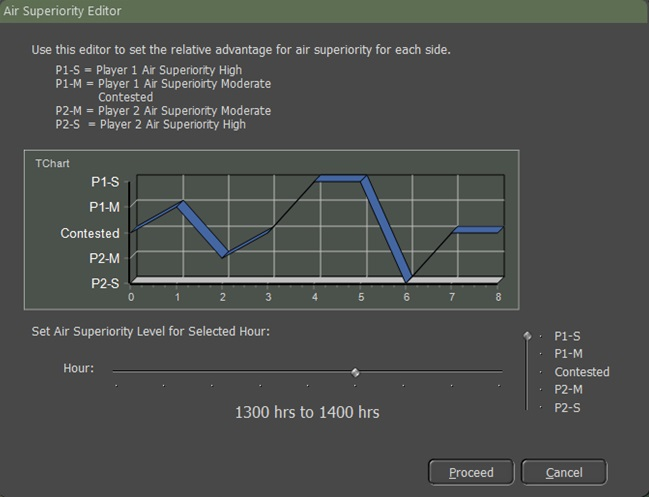 Air Superiority Editor
Use this editor to set the relative advantage for air superiority for each side.
P1-S = Player 1 Air Superiority High
P1-M = Player 1 Air Superioirty Moderate
Contested
P2-M = Player 2 Air Superiority Moderate
P2-S = Player 2 Air Superiority High
TChart
P1-S
P1-M
Contested
P2-M
P2-S
0 1 2 3 4 5 6 7 8
Set Air Superiority Level for Selected Hour:
Hour:
1300 hrs to 1400 hrs
P1-S
P1-M
Contested
P2-M
P2-S
Proceed Cancel